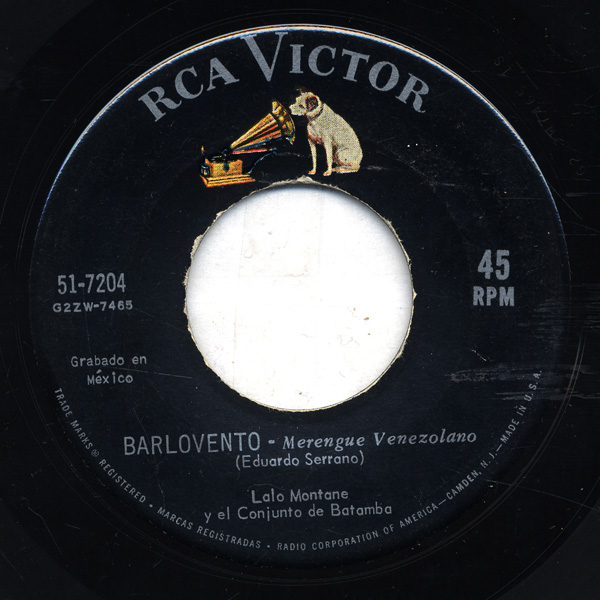 RCA VICTOR
51-7204
G2ZW-7465
45
RPM
Grabado en
México
BARLOVENTO - Merengue Venezolano
(Eduardo Serrano)
Lalo Montane
y el Conjunto de Batamba
TRADE MARKS ® REGISTERED • MARCAS REGISTRADAS • RADIO CORPORATION OF AMERICA—CAMDEN, N. J.—MADE IN U.S.A.